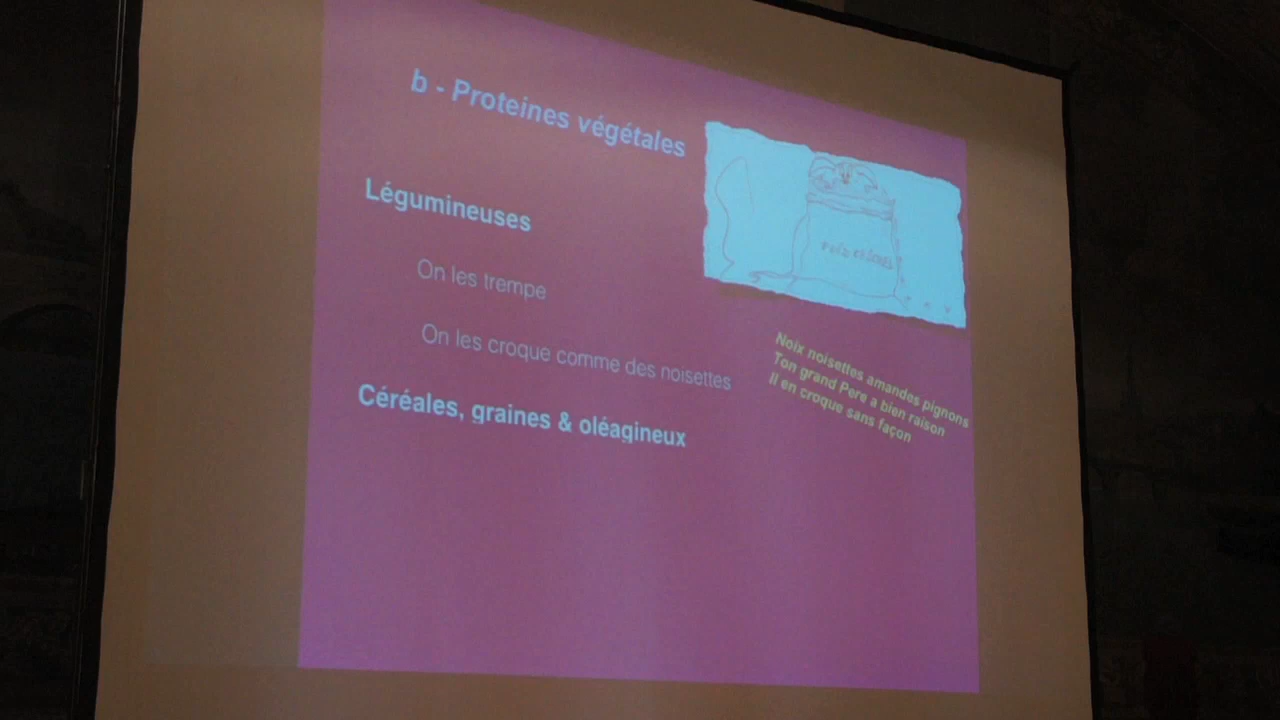 b - Proteines végétales
Légumineuses
On les trempe
On les croque comme des noisettes
Céréales, graines & oléagineux
Noix noisettes amandes pignons
Ton grand Pere a bien raison
Il en croque sans façon